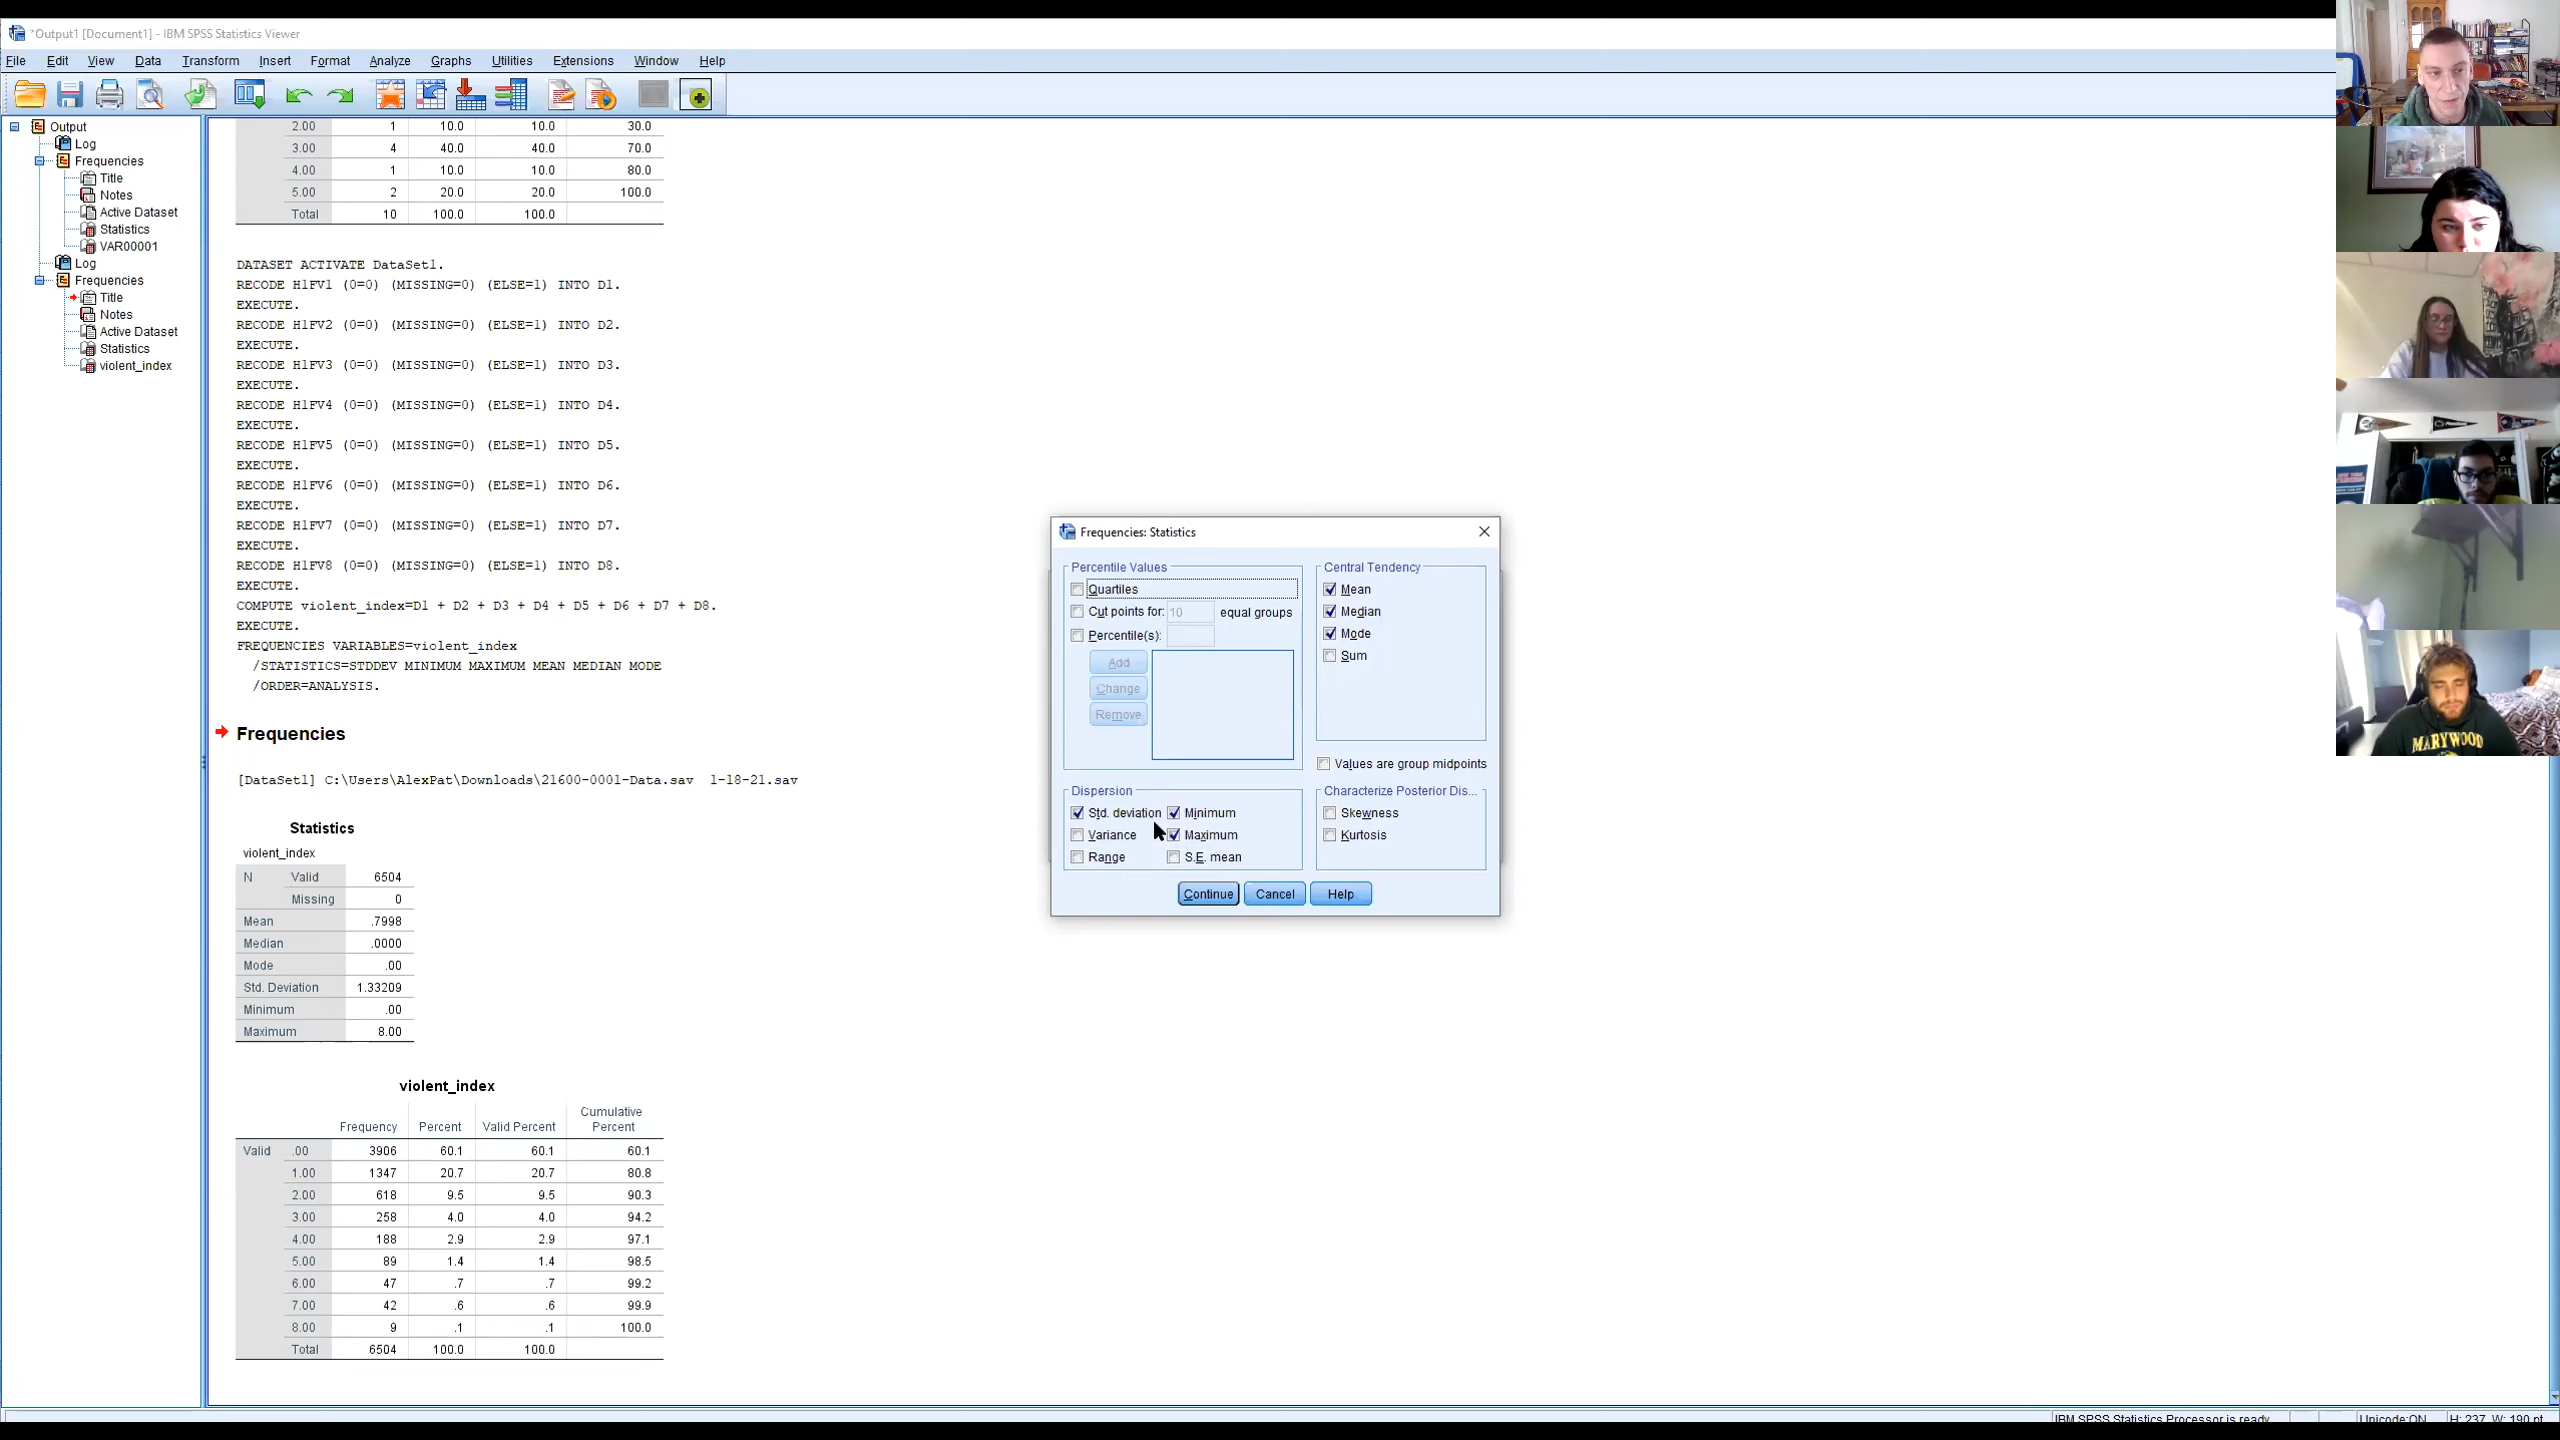 *Output1 [Document1] - IBM SPSS Statistics Viewer
File Edit View Data Transform Insert Format Analyze Graphs Utilities Extensions Window Help
Output
Log
Frequencies
Title
Notes
Active Dataset
Statistics
VAR00001
Log
Frequencies
Title
Notes
Active Dataset
Statistics
violent_index
2.00 1 10.0 10.0 30.0
3.00 4 40.0 40.0 70.0
4.00 1 10.0 10.0 80.0
5.00 2 20.0 20.0 100.0
Total 10 100.0 100.0
DATASET ACTIVATE DataSet1.
RECODE H1FV1 (0=0) (MISSING=0) (ELSE=1) INTO D1.
EXECUTE.
RECODE H1FV2 (0=0) (MISSING=0) (ELSE=1) INTO D2.
EXECUTE.
RECODE H1FV3 (0=0) (MISSING=0) (ELSE=1) INTO D3.
EXECUTE.
RECODE H1FV4 (0=0) (MISSING=0) (ELSE=1) INTO D4.
EXECUTE.
RECODE H1FV5 (0=0) (MISSING=0) (ELSE=1) INTO D5.
EXECUTE.
RECODE H1FV6 (0=0) (MISSING=0) (ELSE=1) INTO D6.
EXECUTE.
RECODE H1FV7 (0=0) (MISSING=0) (ELSE=1) INTO D7.
EXECUTE.
RECODE H1FV8 (0=0) (MISSING=0) (ELSE=1) INTO D8.
EXECUTE.
COMPUTE violent_index=D1 + D2 + D3 + D4 + D5 + D6 + D7 + D8.
EXECUTE.
FREQUENCIES VARIABLES=violent_index
/STATISTICS=STDDEV MINIMUM MAXIMUM MEAN MEDIAN MODE
/ORDER=ANALYSIS.
Frequencies
[DataSet1] C:\Users\AlexPat\Downloads\21600-0001-Data.sav 1-18-21.sav
Statistics
violent_index
N Valid 6504
Missing 0
Mean .7998
Median .0000
Mode .00
Std. Deviation 1.33209
Minimum .00
Maximum 8.00
violent_index
Frequency Percent Valid Percent Cumulative Percent
Valid .00 3906 60.1 60.1 60.1
1.00 1347 20.7 20.7 80.8
2.00 618 9.5 9.5 90.3
3.00 258 4.0 4.0 94.2
4.00 188 2.9 2.9 97.1
5.00 89 1.4 1.4 98.5
6.00 47 .7 .7 99.2
7.00 42 .6 .6 99.9
8.00 9 .1 .1 100.0
Total 6504 100.0 100.0
Frequencies: Statistics
Percentile Values
Quartiles
Cut points for: 10 equal groups
Percentile(s):
Add
Change
Remove
Central Tendency
Mean
Median
Mode
Sum
Values are group midpoints
Dispersion
Std. deviation Minimum
Variance Maximum
Range S.E. mean
Characterize Posterior Dis...
Skewness
Kurtosis
Continue Cancel Help
MARYWOOD
IBM SPSS Statistics Processor is ready Unicode:ON H: 237, W: 190 pt